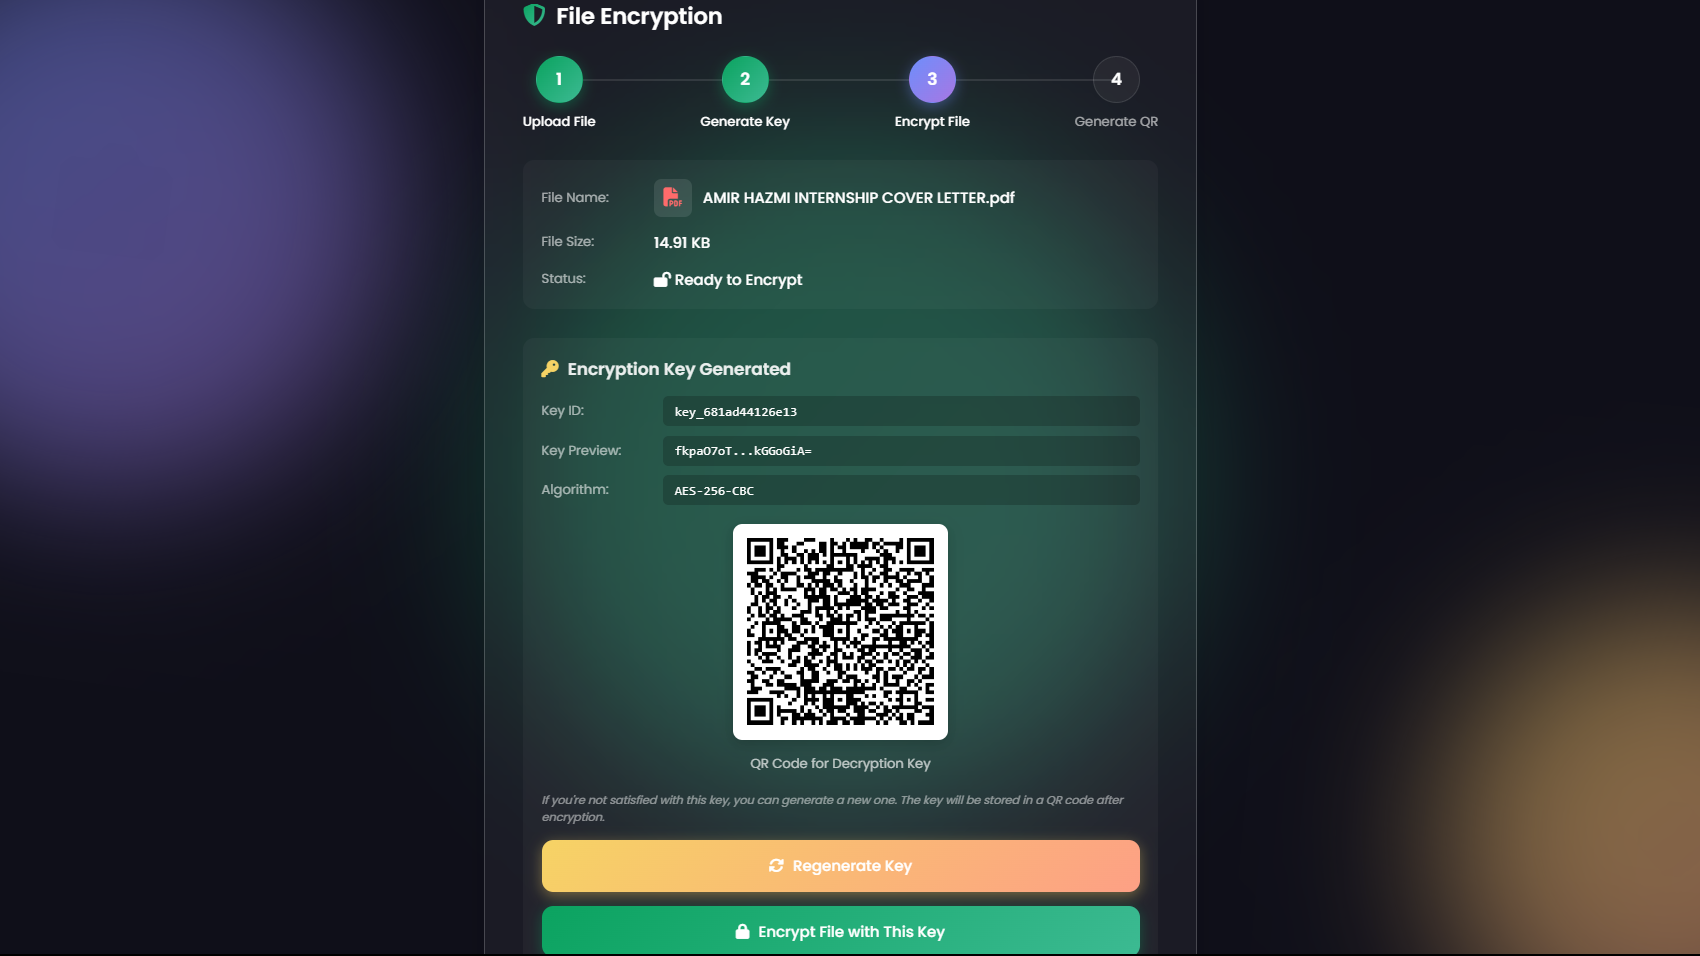 File Encryption
1
2
3
4
Upload File
Generate Key
Encrypt File
Generate QR
File Name:
PDF
AMIR HAZMI INTERNSHIP COVER LETTER.pdf
File Size:
14.91 KB
Status:
Ready to Encrypt
Encryption Key Generated
Key ID:
key_681ad44126e13
Key Preview:
fkpaO7oT...kGGoGiA=
Algorithm:
AES-256-CBC
QR Code for Decryption Key
If you're not satisfied with this key, you can generate a new one. The key will be stored in a QR code after
encryption.
Regenerate Key
Encrypt File with This Key